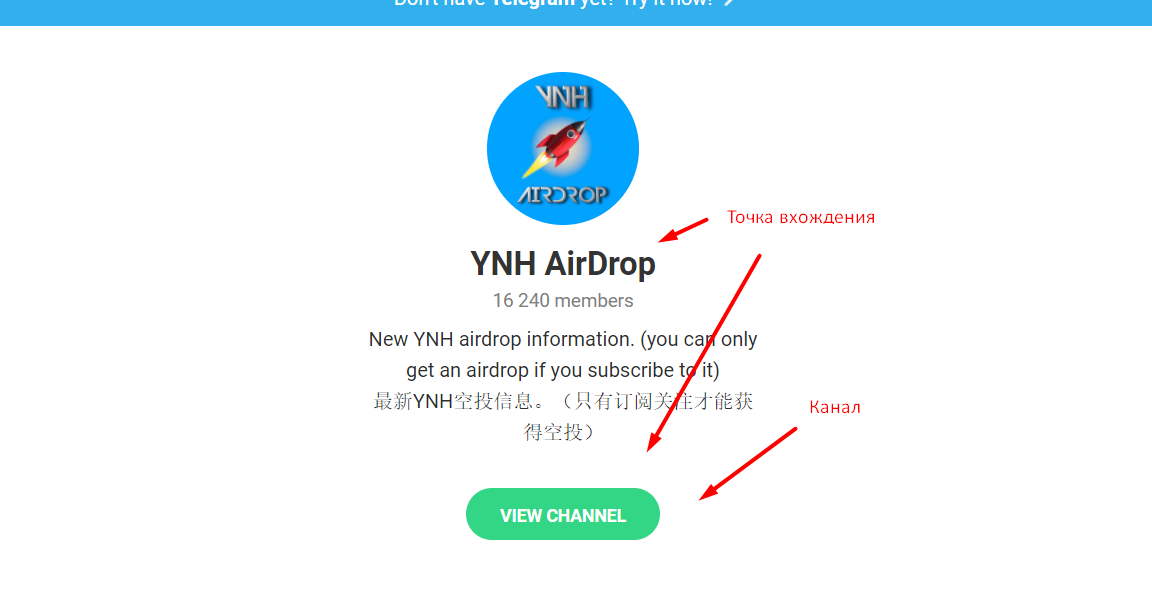 Don't have Telegram yet? Try it now!
YNH
AIRDROP
Точка вхождения
YNH AirDrop
16 240 members
New YNH airdrop information. (you can only
get an airdrop if you subscribe to it)
最新YNH空投信息。（只有订阅关注才能获
得空投）
Канал
VIEW CHANNEL